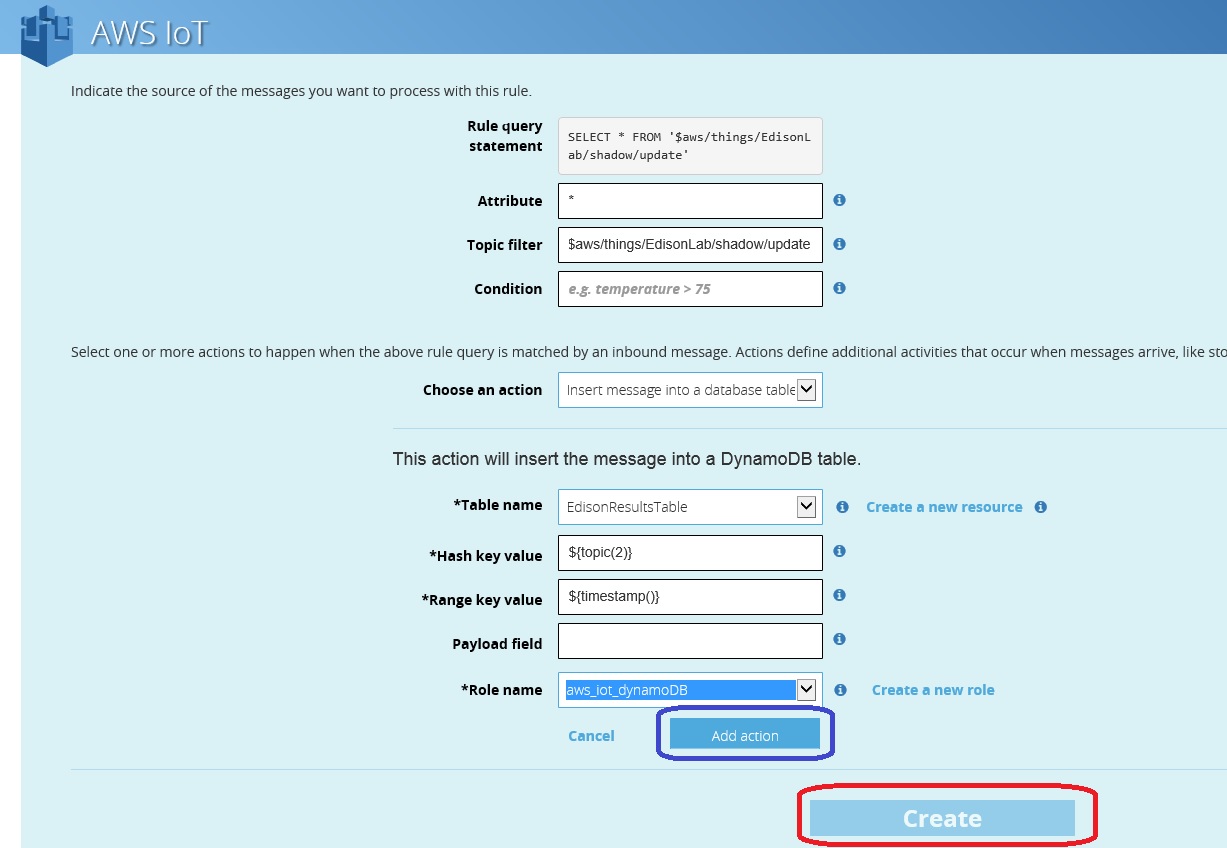 AWS IoT
Indicate the source of the messages you want to process with this rule.
Rule query
statement
SELECT * FROM '$aws/things/EdisonL
ab/shadow/update'
Attribute
*
Topic filter
$aws/things/EdisonLab/shadow/update
Condition
e.g. temperature > 75
Select one or more actions to happen when the above rule query is matched by an inbound message. Actions define additional activities that occur when messages arrive, like sto
Choose an action
Insert message into a database table
This action will insert the message into a DynamoDB table.
*Table name
EdisonResultsTable
Create a new resource
*Hash key value
${topic(2)}
*Range key value
${timestamp()}
Payload field
*Role name
aws_iot_dynamoDB
Create a new role
Cancel
Add action
Create